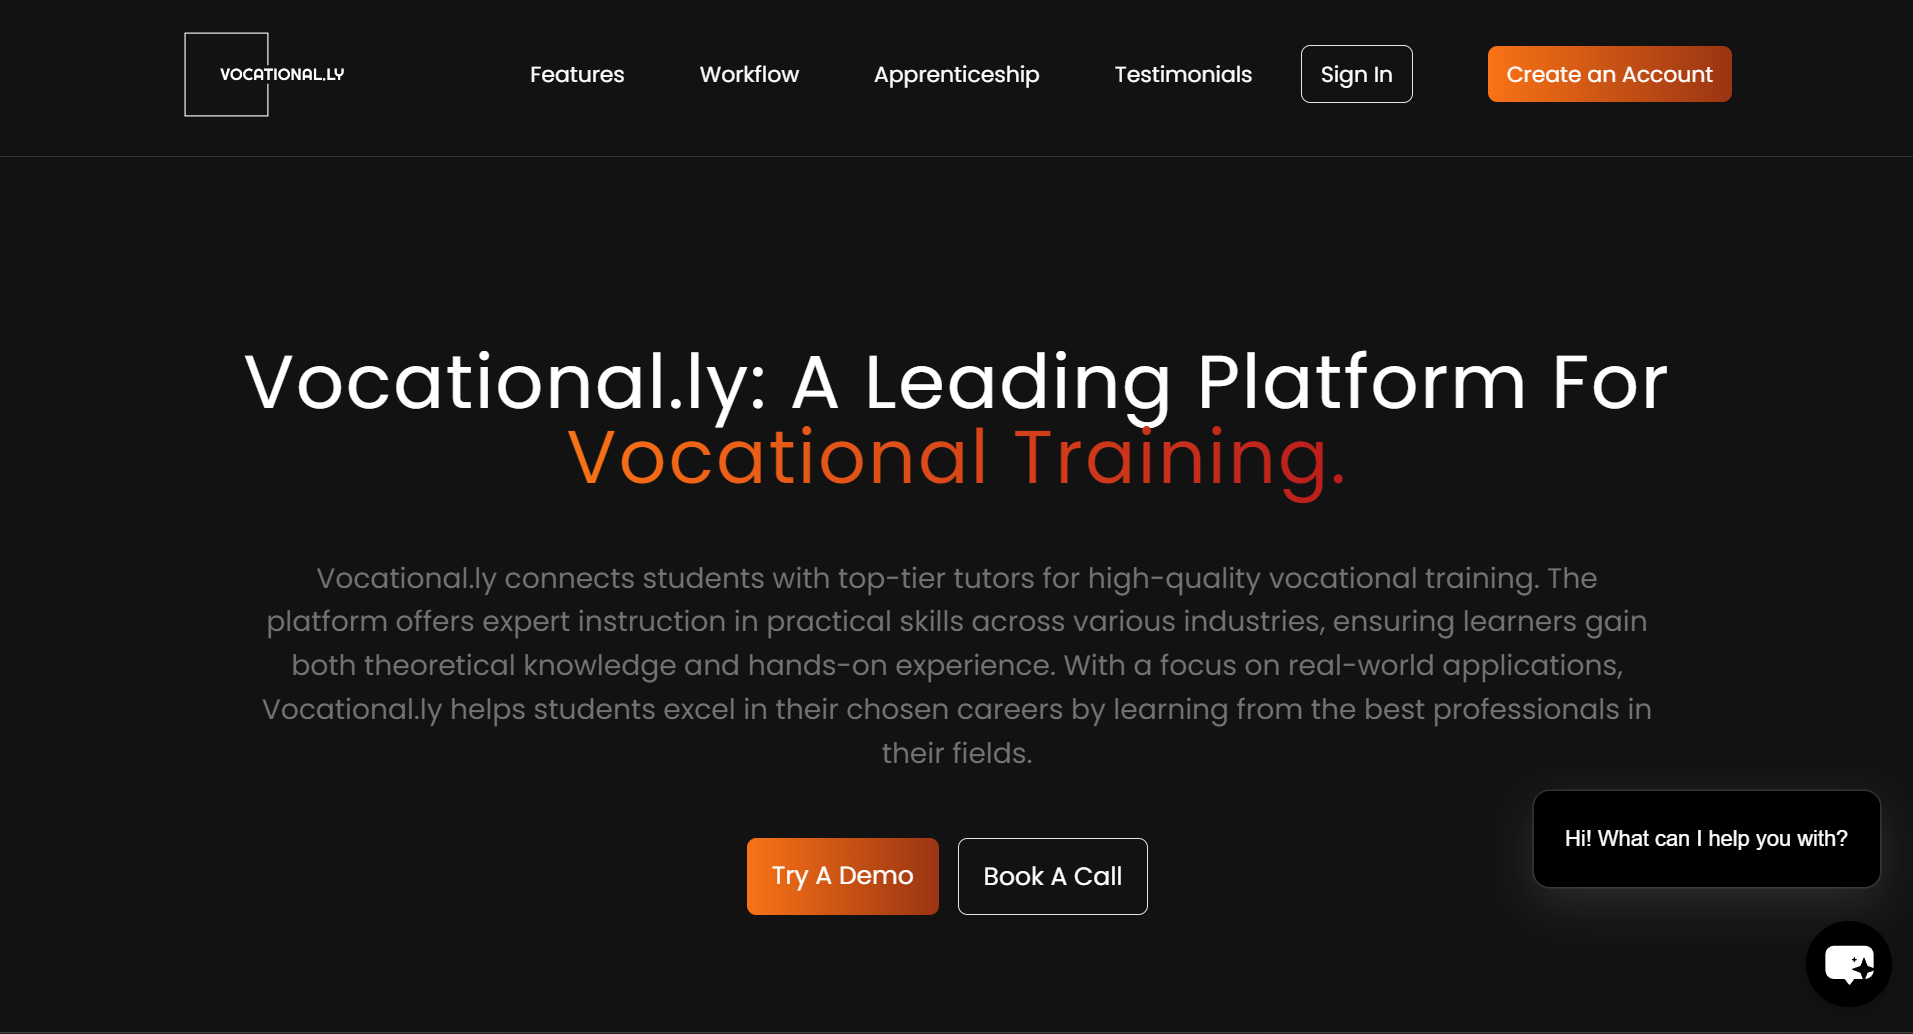 VOCATIONAL.LY
Features
Workflow
Apprenticeship
Testimonials
Sign In
Create an Account
Vocational.ly: A Leading Platform For
Vocational Training.
Vocational.ly connects students with top-tier tutors for high-quality vocational training. The
platform offers expert instruction in practical skills across various industries, ensuring learners gain
both theoretical knowledge and hands-on experience. With a focus on real-world applications,
Vocational.ly helps students excel in their chosen careers by learning from the best professionals in
their fields.
Try A Demo
Book A Call
Hi! What can I help you with?